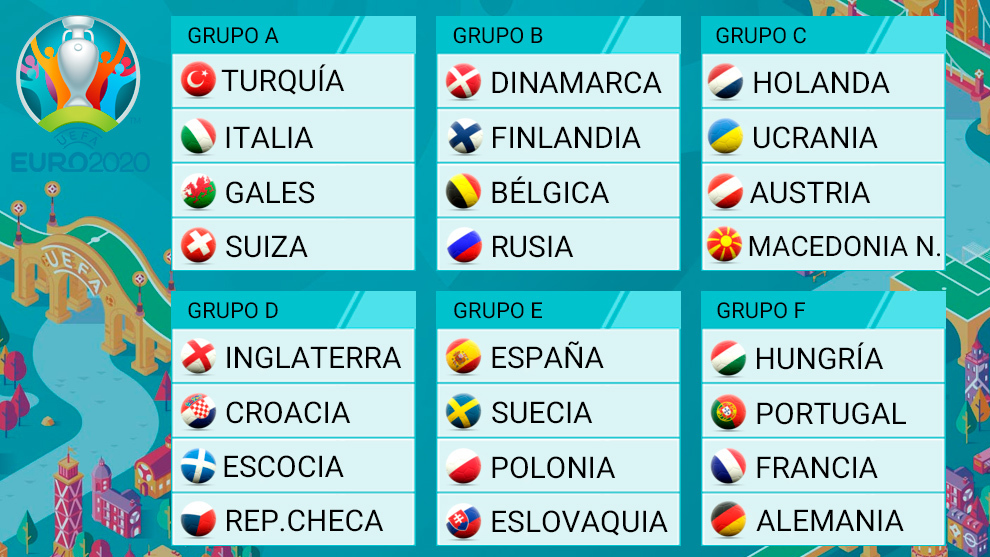 UEFA
EURO2020
UEFA
GRUPO A
TURQUÍA
ITALIA
GALES
SUIZA
GRUPO B
DINAMARCA
FINLANDIA
BÉLGICA
RUSIA
GRUPO C
HOLANDA
UCRANIA
AUSTRIA
MACEDONIA N.
GRUPO D
INGLATERRA
CROACIA
ESCOCIA
REP.CHECA
GRUPO E
ESPAÑA
SUECIA
POLONIA
ESLOVAQUIA
GRUPO F
HUNGRÍA
PORTUGAL
FRANCIA
ALEMANIA